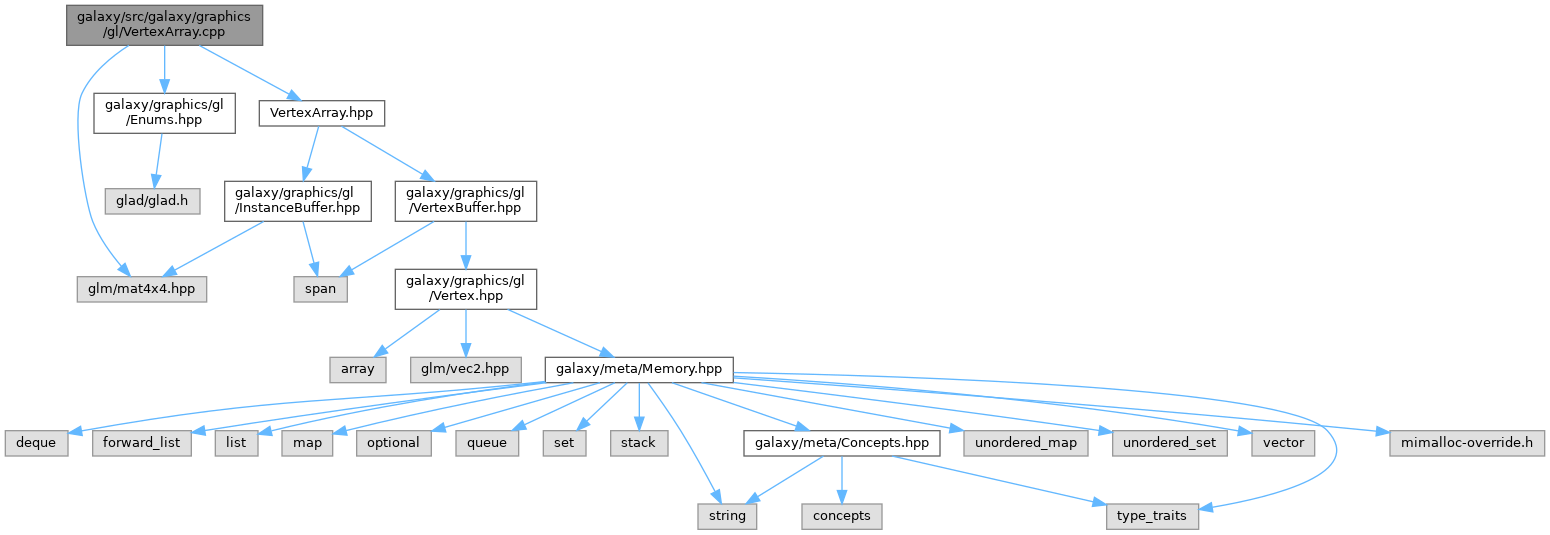 galaxy/src/galaxy/graphics
/gl/VertexArray.cpp
galaxy/graphics/gl
/Enums.hpp
VertexArray.hpp
glad/glad.h
galaxy/graphics/gl
/InstanceBuffer.hpp
galaxy/graphics/gl
/VertexBuffer.hpp
glm/mat4x4.hpp
span
galaxy/graphics/gl
/Vertex.hpp
array
glm/vec2.hpp
galaxy/meta/Memory.hpp
deque
forward_list
list
map
optional
queue
set
stack
galaxy/meta/Concepts.hpp
unordered_map
unordered_set
vector
mimalloc-override.h
string
concepts
type_traits